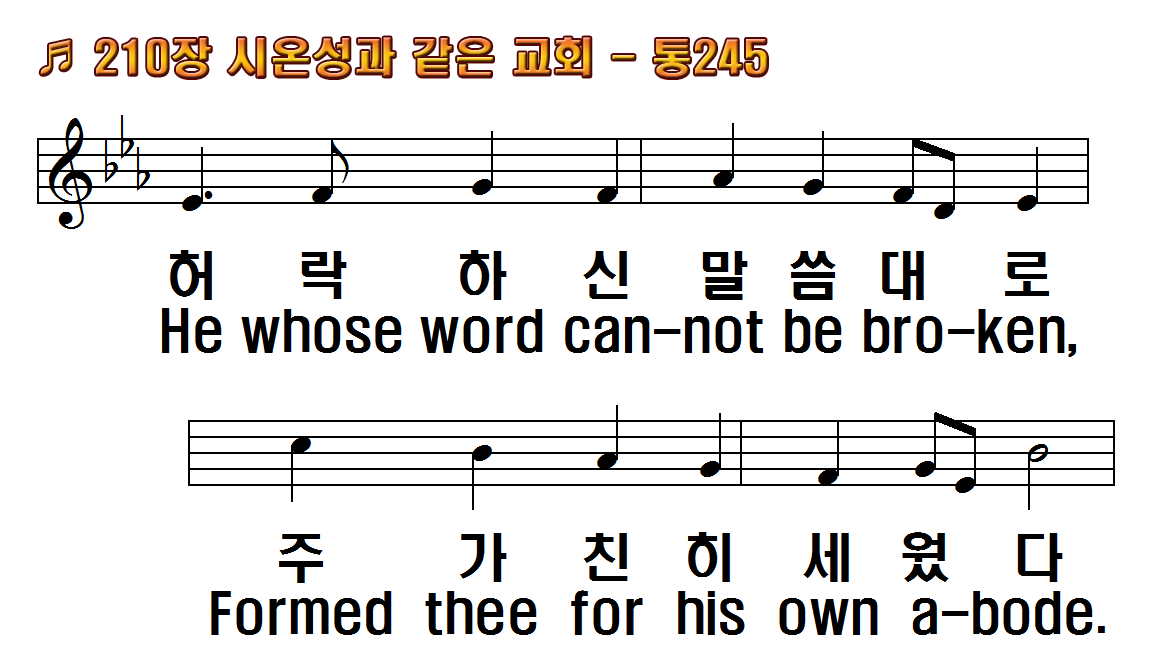 ♬ 210장 시온성과 같은 교회 - 통245
허 락 하 신 말 씀 대 로
He whose word can-not be bro-ken,
주 가 친 히 세 웠 다
Formed thee for his own a-bode.